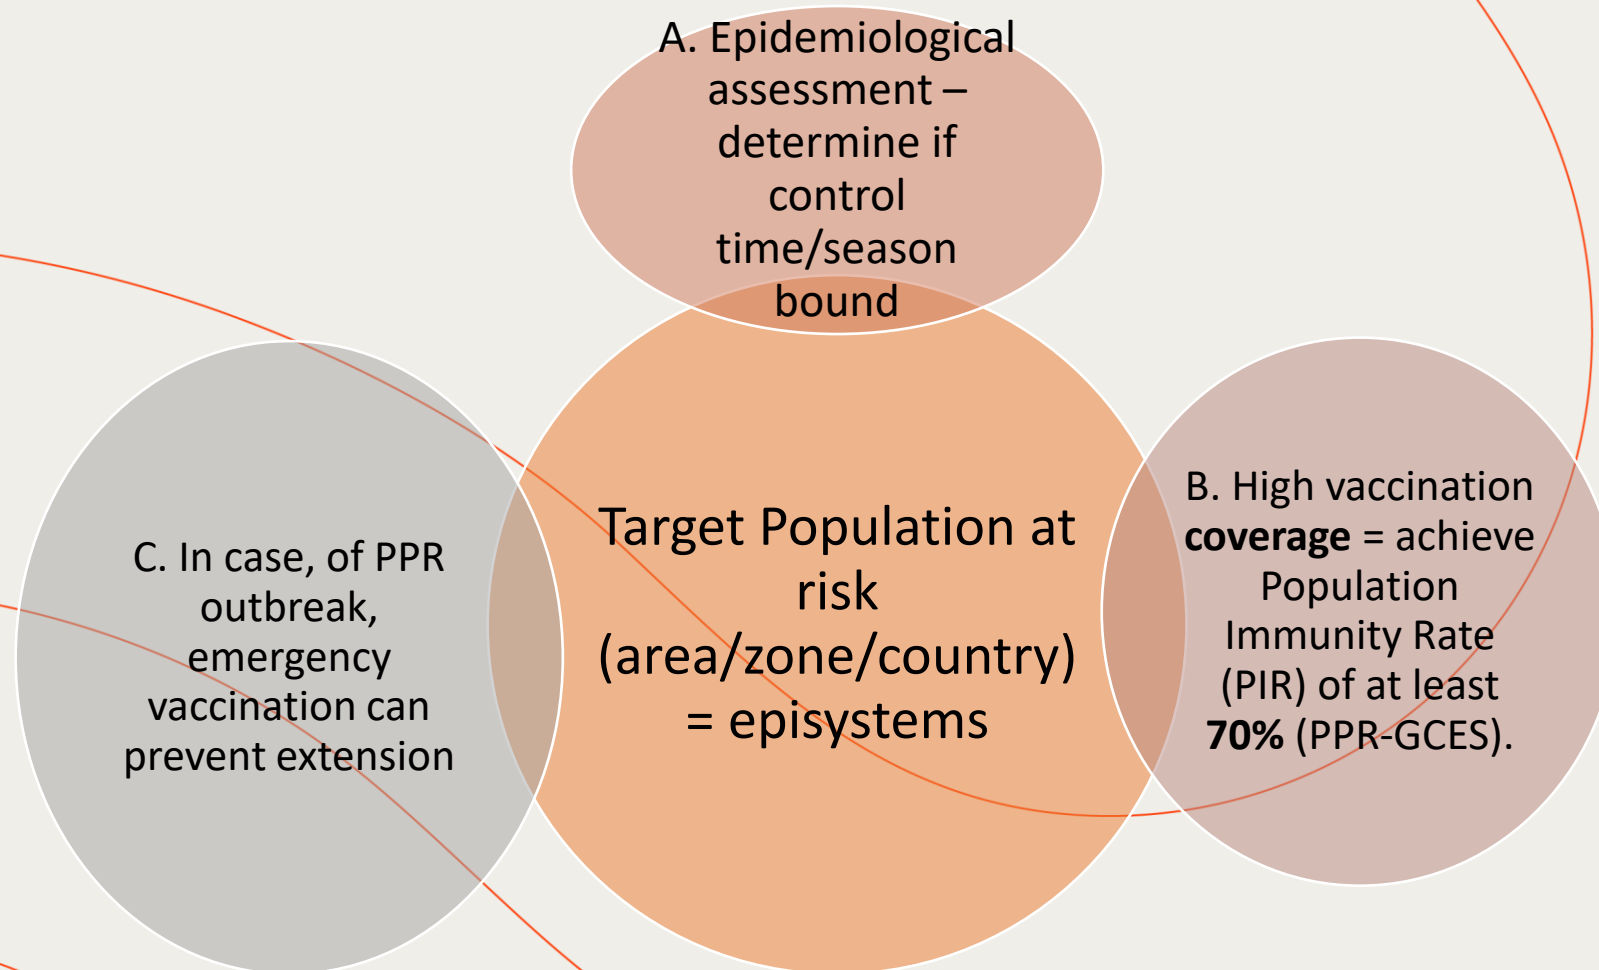 A. Epidemiological
assessment –
determine if
control
time/season
bound
Target Population at
risk
(area/zone/country)
= episystems
B. High vaccination
coverage = achieve
Population
Immunity Rate
(PIR) of at least
70% (PPR-GCES).
C. In case, of PPR
outbreak,
emergency
vaccination can
prevent extension